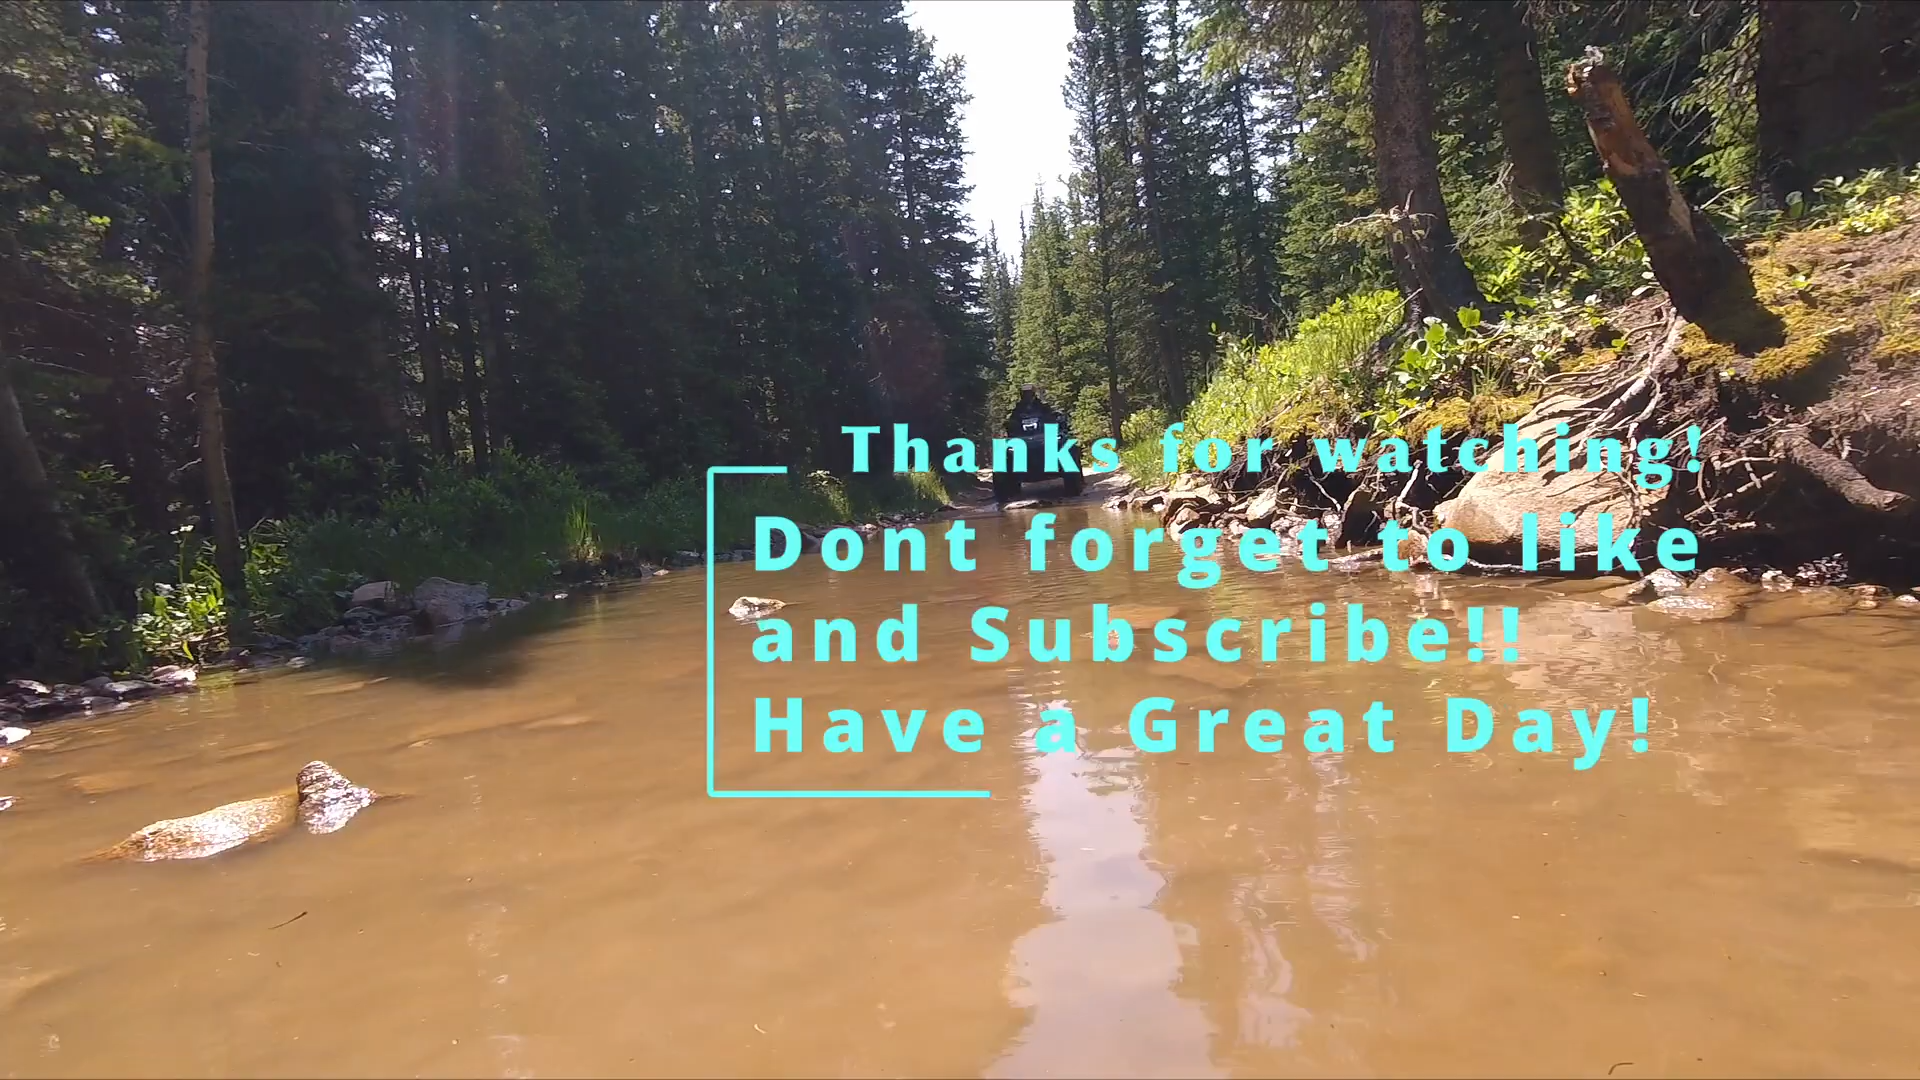 Thanks for watching!
Dont forget to like
and Subscribe!!
Have a Great Day!